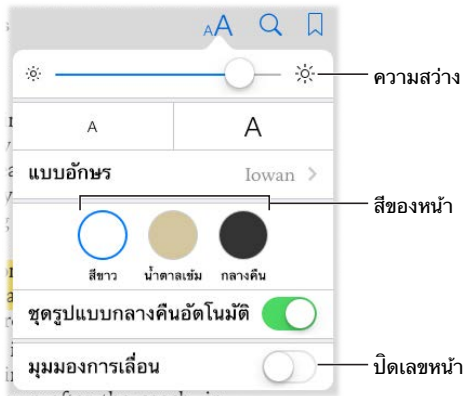 AA
ความสว่าง
A A
แบบอักษร Iowan >
สีของหน้า
สีขาว น้ำตาลเข้ม กลางคืน
ชุดรูปแบบกลางคืนอัตโนมัติ
มุมมองการเลื่อน
ปิดเลขหน้า